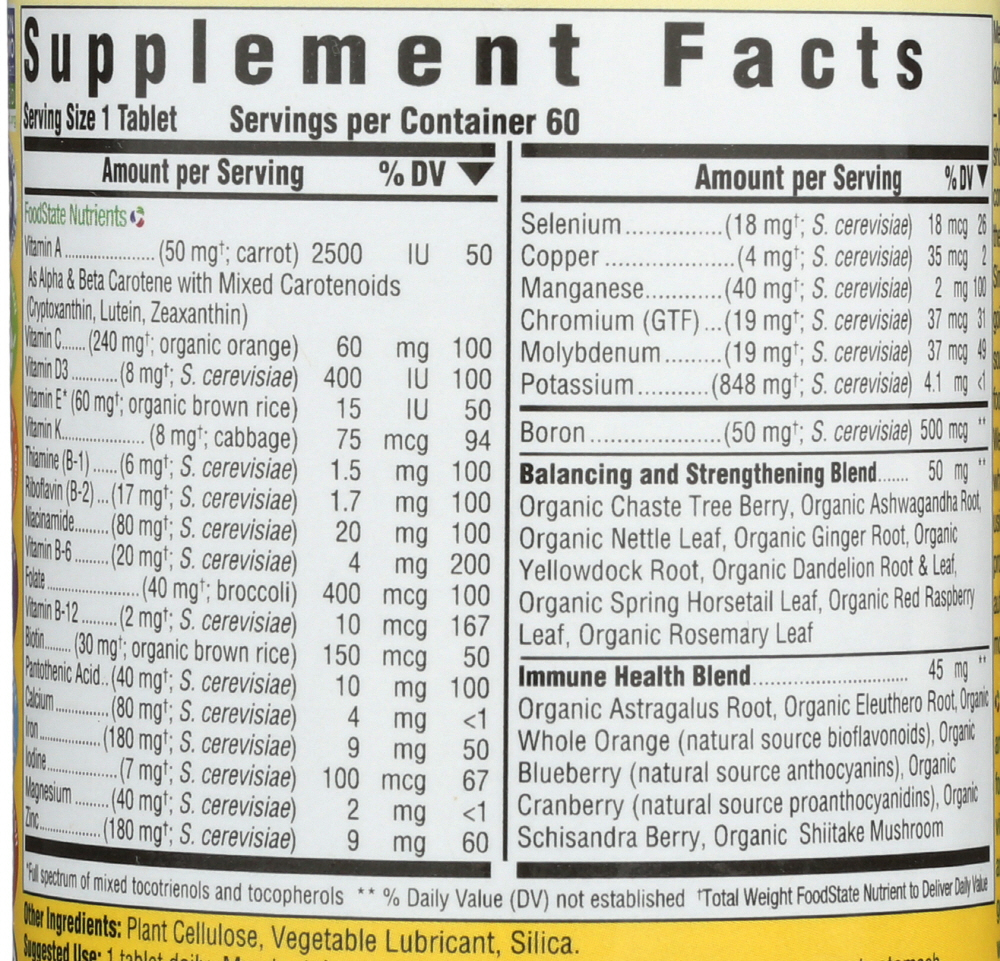 Supplement Facts
Serving Size 1 Tablet Servings per Container 60
Amount per Serving % DV
FoodState Nutrients
Vitamin A (50 mg†; carrot) 2500 IU 50
As Alpha & Beta Carotene with Mixed Carotenoids
(Cryptoxanthin, Lutein, Zeaxanthin)
Vitamin C (240 mg†; organic orange) 60 mg 100
Vitamin D3 (8 mg†; S. cerevisiae) 400 IU 100
Vitamin E* (60 mg†; organic brown rice) 15 IU 50
Vitamin K (8 mg†; cabbage) 75 mcg 94
Thiamine (B-1) (6 mg†; S. cerevisiae) 1.5 mg 100
Riboflavin (B-2) (17 mg†; S. cerevisiae) 1.7 mg 100
Niacinamide (80 mg†; S. cerevisiae) 20 mg 100
Vitamin B-6 (20 mg†; S. cerevisiae) 4 mg 200
Folate (40 mg†; broccoli) 400 mcg 100
Vitamin B-12 (2 mg†; S. cerevisiae) 10 mcg 167
Biotin (30 mg†; organic brown rice) 150 mcg 50
Pantothenic Acid (40 mg†; S. cerevisiae) 10 mg 100
Calcium (80 mg†; S. cerevisiae) 4 mg <1
Iron (180 mg†; S. cerevisiae) 9 mg 50
Iodine (7 mg†; S. cerevisiae) 100 mcg 67
Magnesium (40 mg†; S. cerevisiae) 2 mg <1
Zinc (180 mg†; S. cerevisiae) 9 mg 60
Amount per Serving % DV
Selenium (18 mg†; S. cerevisiae) 18 mcg 26
Copper (4 mg†; S. cerevisiae) 35 mcg 2
Manganese (40 mg†; S. cerevisiae) 2 mg 100
Chromium (GTF) (19 mg†; S. cerevisiae) 37 mcg 31
Molybdenum (19 mg†; S. cerevisiae) 37 mcg 49
Potassium (848 mg†; S. cerevisiae) 4.1 mg <1
Boron (50 mg†; S. cerevisiae) 500 mcg **
Balancing and Strengthening Blend 50 mg **
Organic Chaste Tree Berry, Organic Ashwagandha Root,
Organic Nettle Leaf, Organic Ginger Root, Organic
Yellowdock Root, Organic Dandelion Root & Leaf,
Organic Spring Horsetail Leaf, Organic Red Raspberry
Leaf, Organic Rosemary Leaf
Immune Health Blend 45 mg **
Organic Astragalus Root, Organic Eleuthero Root, Organic
Whole Orange (natural source bioflavonoids), Organic
Blueberry (natural source anthocyanins), Organic
Cranberry (natural source proanthocyanidins), Organic
Schisandra Berry, Organic Shiitake Mushroom
*Full spectrum of mixed tocotrienols and tocopherols ** % Daily Value (DV) not established †Total Weight FoodState Nutrient to Deliver Daily Value
Other Ingredients: Plant Cellulose, Vegetable Lubricant, Silica.
Suggested Use: 1 tablet daily.